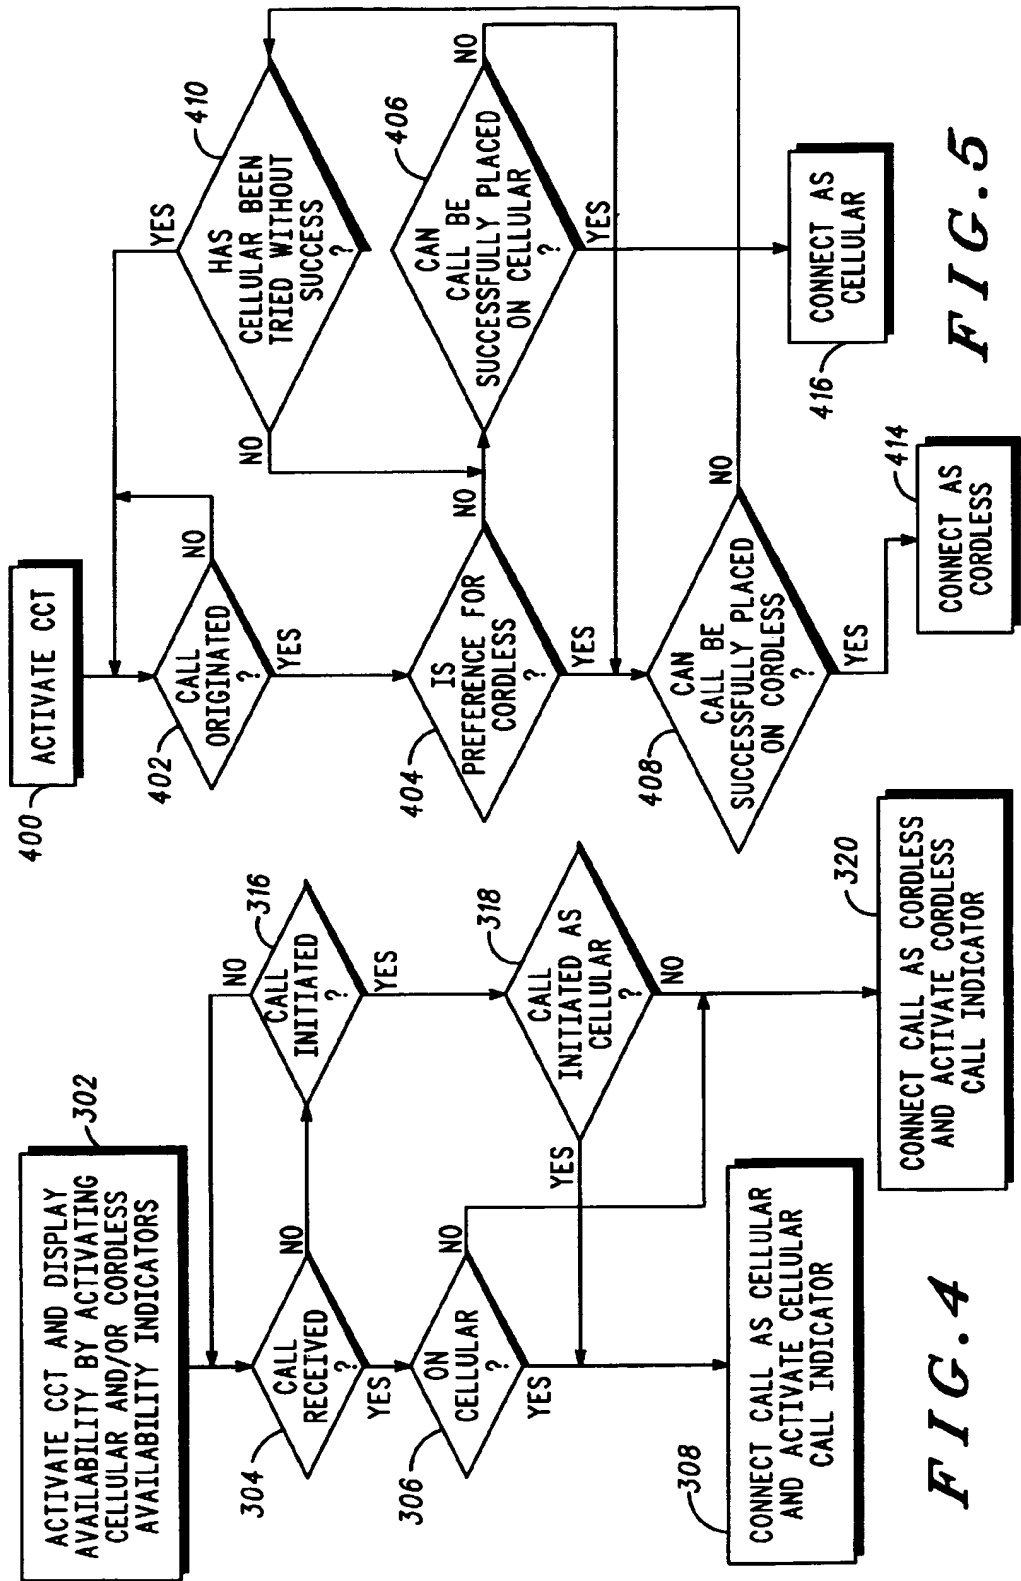 ACTIVATE CCT AND DISPLAY
AVAILABILITY BY ACTIVATING
CELLULAR AND/OR CORDLESS
AVAILABILITY INDICATORS
302
CALL
RECEIVED
?
304
NO
YES
ON
CELLULAR
?
306
NO
YES
CONNECT CALL AS CELLULAR
AND ACTIVATE CELLULAR
CALL INDICATOR
308
CALL
INITIATED
?
316
NO
YES
CALL
INITIATED AS
CELLULAR
?
318
YES
NO
CONNECT CALL AS CORDLESS
AND ACTIVATE CORDLESS
CALL INDICATOR
320
FIG.4
ACTIVATE CCT
400
CALL
ORIGINATED
?
402
NO
YES
IS
PREFERENCE FOR
CORDLESS
?
404
NO
YES
CAN
CALL BE
SUCCESSFULLY PLACED
ON CORDLESS
?
408
NO
YES
CONNECT AS
CORDLESS
414
HAS
CELLULAR BEEN
TRIED WITHOUT
SUCCESS
?
410
YES
NO
CAN
CALL BE
SUCCESSFULLY PLACED
ON CELLULAR
?
406
NO
YES
CONNECT AS
CELLULAR
416
FIG.5